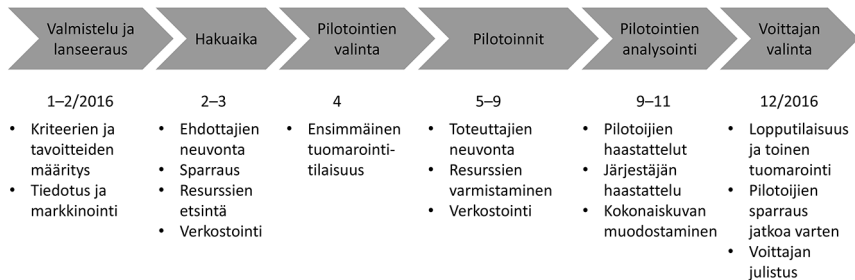 Valmistelu ja
lanseeraus
Hakuaika
Pilotointien
valinta
Pilotoinnit
Pilotointien
analysointi
Voittajan
valinta
1–2/2016
• Kriteerien ja
tavoitteiden
määritys
• Tiedotus ja
markkinointi
2–3
• Ehdottajien
neuvonta
• Sparraus
• Resurssien
etsintä
• Verkostointi
4
• Ensimmäinen
tuomarointi-
tilaisuus
5–9
• Toteuttajien
neuvonta
• Resurssien
varmistaminen
• Verkostointi
9–11
• Pilotoijien
haastattelut
• Järjestäjän
haastattelu
• Kokonaiskuvan
muodostaminen
12/2016
• Lopputilaisuus
ja toinen
tuomarointi
• Pilotoijien
sparraus
jatkoa varten
• Voittajan
julistus